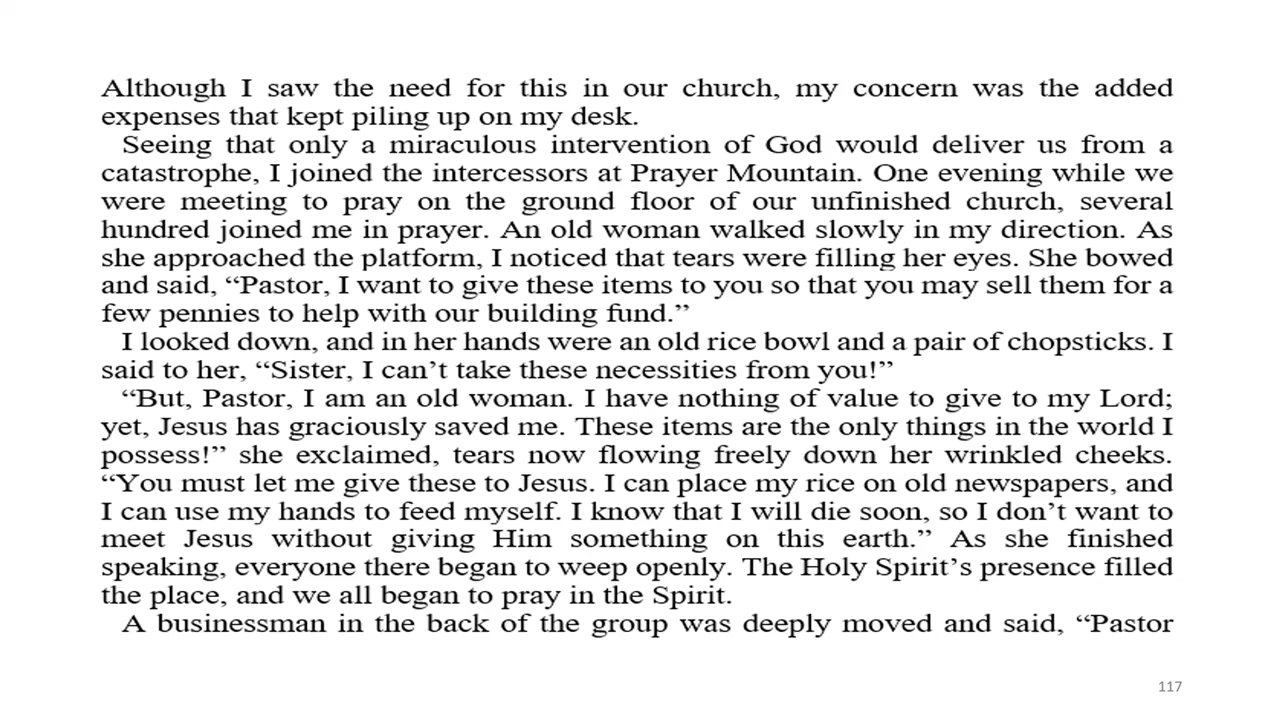 Although I saw the need for this in our church, my concern was the added
expenses that kept piling up on my desk.
Seeing that only a miraculous intervention of God would deliver us from a
catastrophe, I joined the intercessors at Prayer Mountain. One evening while we
were meeting to pray on the ground floor of our unfinished church, several
hundred joined me in prayer. An old woman walked slowly in my direction. As
she approached the platform, I noticed that tears were filling her eyes. She bowed
and said, “Pastor, I want to give these items to you so that you may sell them for a
few pennies to help with our building fund.”
I looked down, and in her hands were an old rice bowl and a pair of chopsticks. I
said to her, “Sister, I can’t take these necessities from you!”
“But, Pastor, I am an old woman. I have nothing of value to give to my Lord;
yet, Jesus has graciously saved me. These items are the only things in the world I
possess!” she exclaimed, tears now flowing freely down her wrinkled cheeks.
“You must let me give these to Jesus. I can place my rice on old newspapers, and
I can use my hands to feed myself. I know that I will die soon, so I don’t want to
meet Jesus without giving Him something on this earth.” As she finished
speaking, everyone there began to weep openly. The Holy Spirit’s presence filled
the place, and we all began to pray in the Spirit.
A businessman in the back of the group was deeply moved and said, “Pastor
117